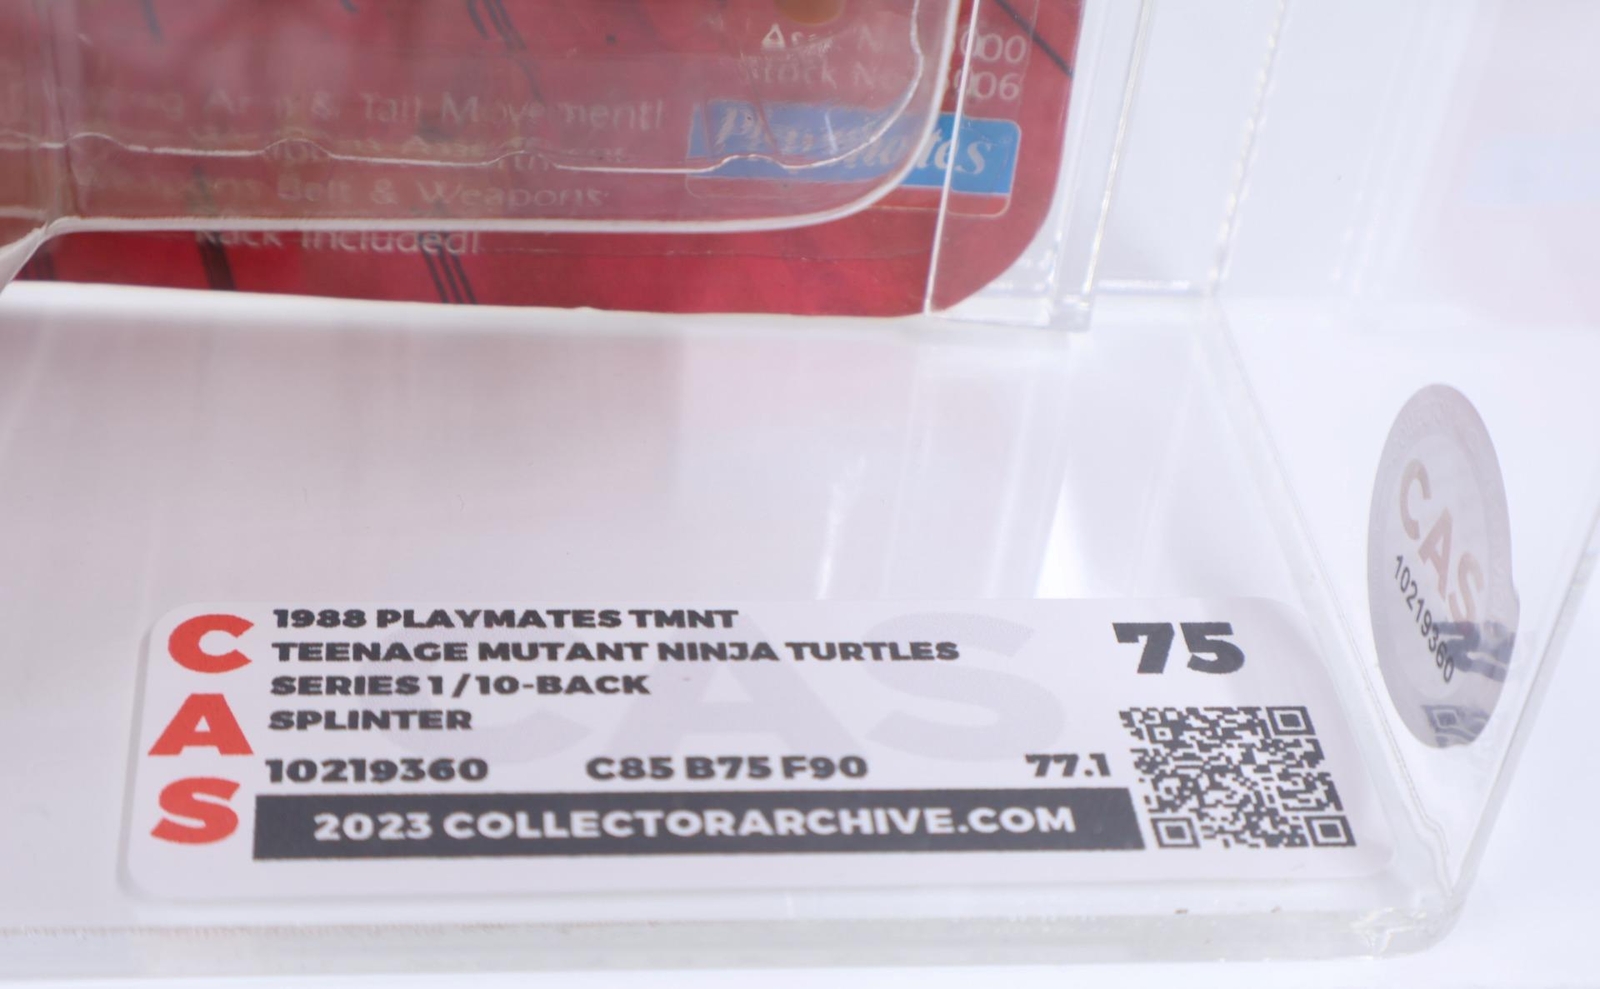 Asst. No. 5000
Stock No. 5006
Arm & Tail Movement!
Playmates
Weapons Belt & Weapons
Rack Included!
CAS
10219360
CAS
1988 PLAYMATES TMNT
TEENAGE MUTANT NINJA TURTLES
SERIES 1 / 10-BACK
SPLINTER
75
10219360 C85 B75 F90 77.1
2023 COLLECTORARCHIVE.COM